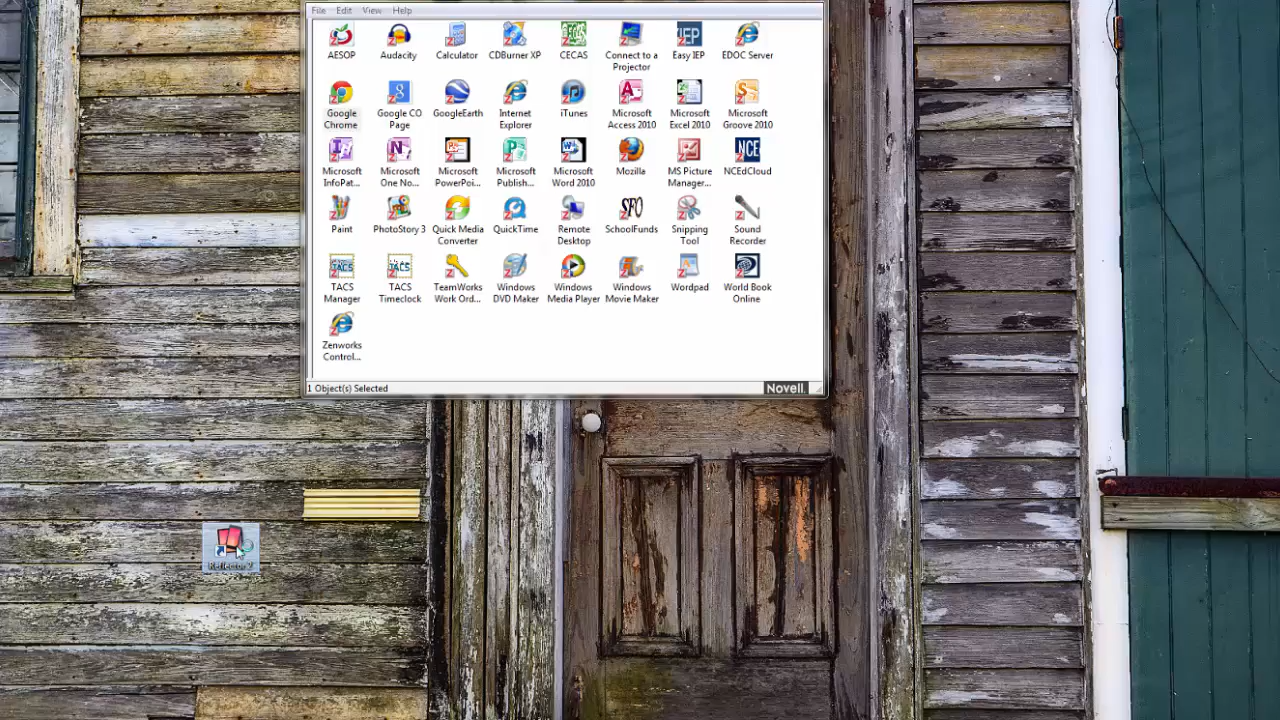 File Edit View Help
AESOP Audacity Calculator CDBurner XP CECAS Connect to a Projector Easy IEP EDOC Server
Google Chrome Google CO Page GoogleEarth Internet Explorer iTunes Microsoft Access 2010 Microsoft Excel 2010 Microsoft Groove 2010
Microsoft InfoPat... Microsoft One No... Microsoft PowerPoi... Microsoft Publish... Microsoft Word 2010 Mozilla MS Picture Manager... NCEdCloud
Paint PhotoStory 3 Quick Media Converter QuickTime Remote Desktop SchoolFunds Snipping Tool Sound Recorder
TACS Manager TACS Timeclock TeamWorks Work Ord... Windows DVD Maker Windows Media Player Windows Movie Maker Wordpad World Book Online
Zenworks Control...
1 Object(s) Selected Novell
Reflector 2